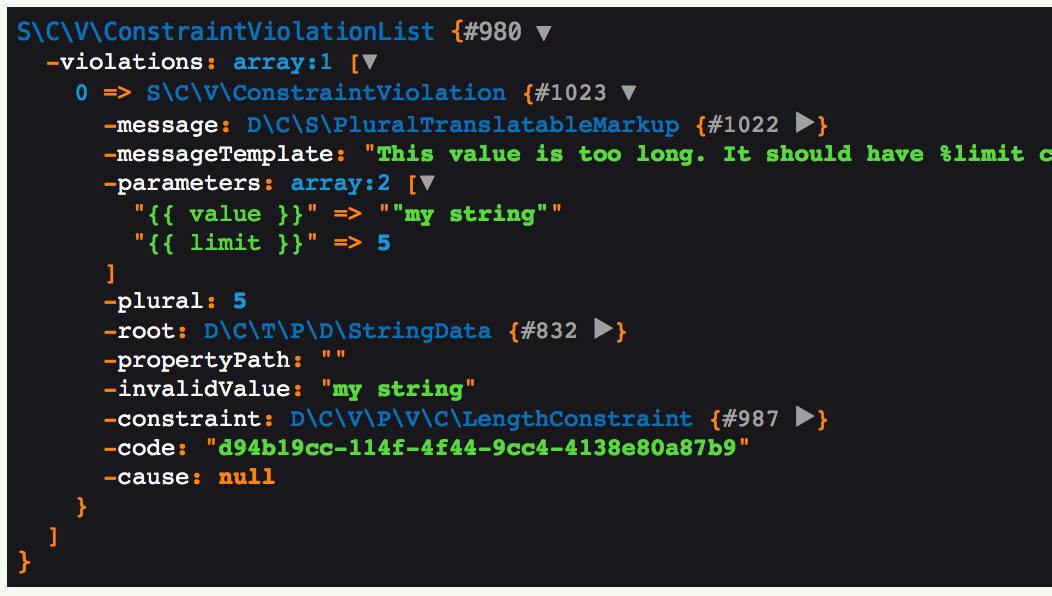 S\C\V\ConstraintViolationList {#980 ▼
-violations: array:1 [▼
0 => S\C\V\ConstraintViolation {#1023 ▼
-message: D\C\S\PluralTranslatableMarkup {#1022 ▶}
-messageTemplate: "This value is too long. It should have %limit c
-parameters: array:2 [▼
"{{ value }}" => ""my string""
"{{ limit }}" => 5
]
-plural: 5
-root: D\C\T\P\D\StringData {#832 ▶}
-propertyPath: ""
-invalidValue: "my string"
-constraint: D\C\V\P\V\C\LengthConstraint {#987 ▶}
-code: "d94b19cc-114f-4f44-9cc4-4138e80a87b9"
-cause: null
}
]
}